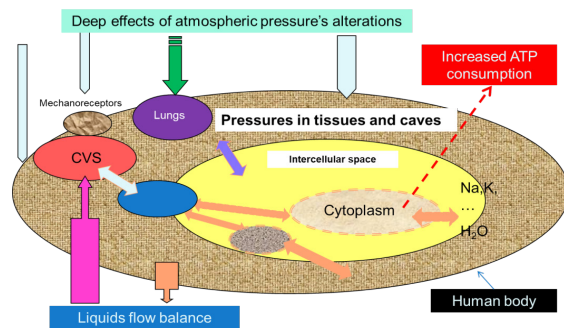 Deep effects of atmospheric pressure's alterations
Increased ATP
consumption
Mechanoreceptors
Lungs
Pressures in tissues and caves
CVS
Intercellular space
Na,K,
...
H₂O
Cytoplasm
Human body
Liquids flow balance